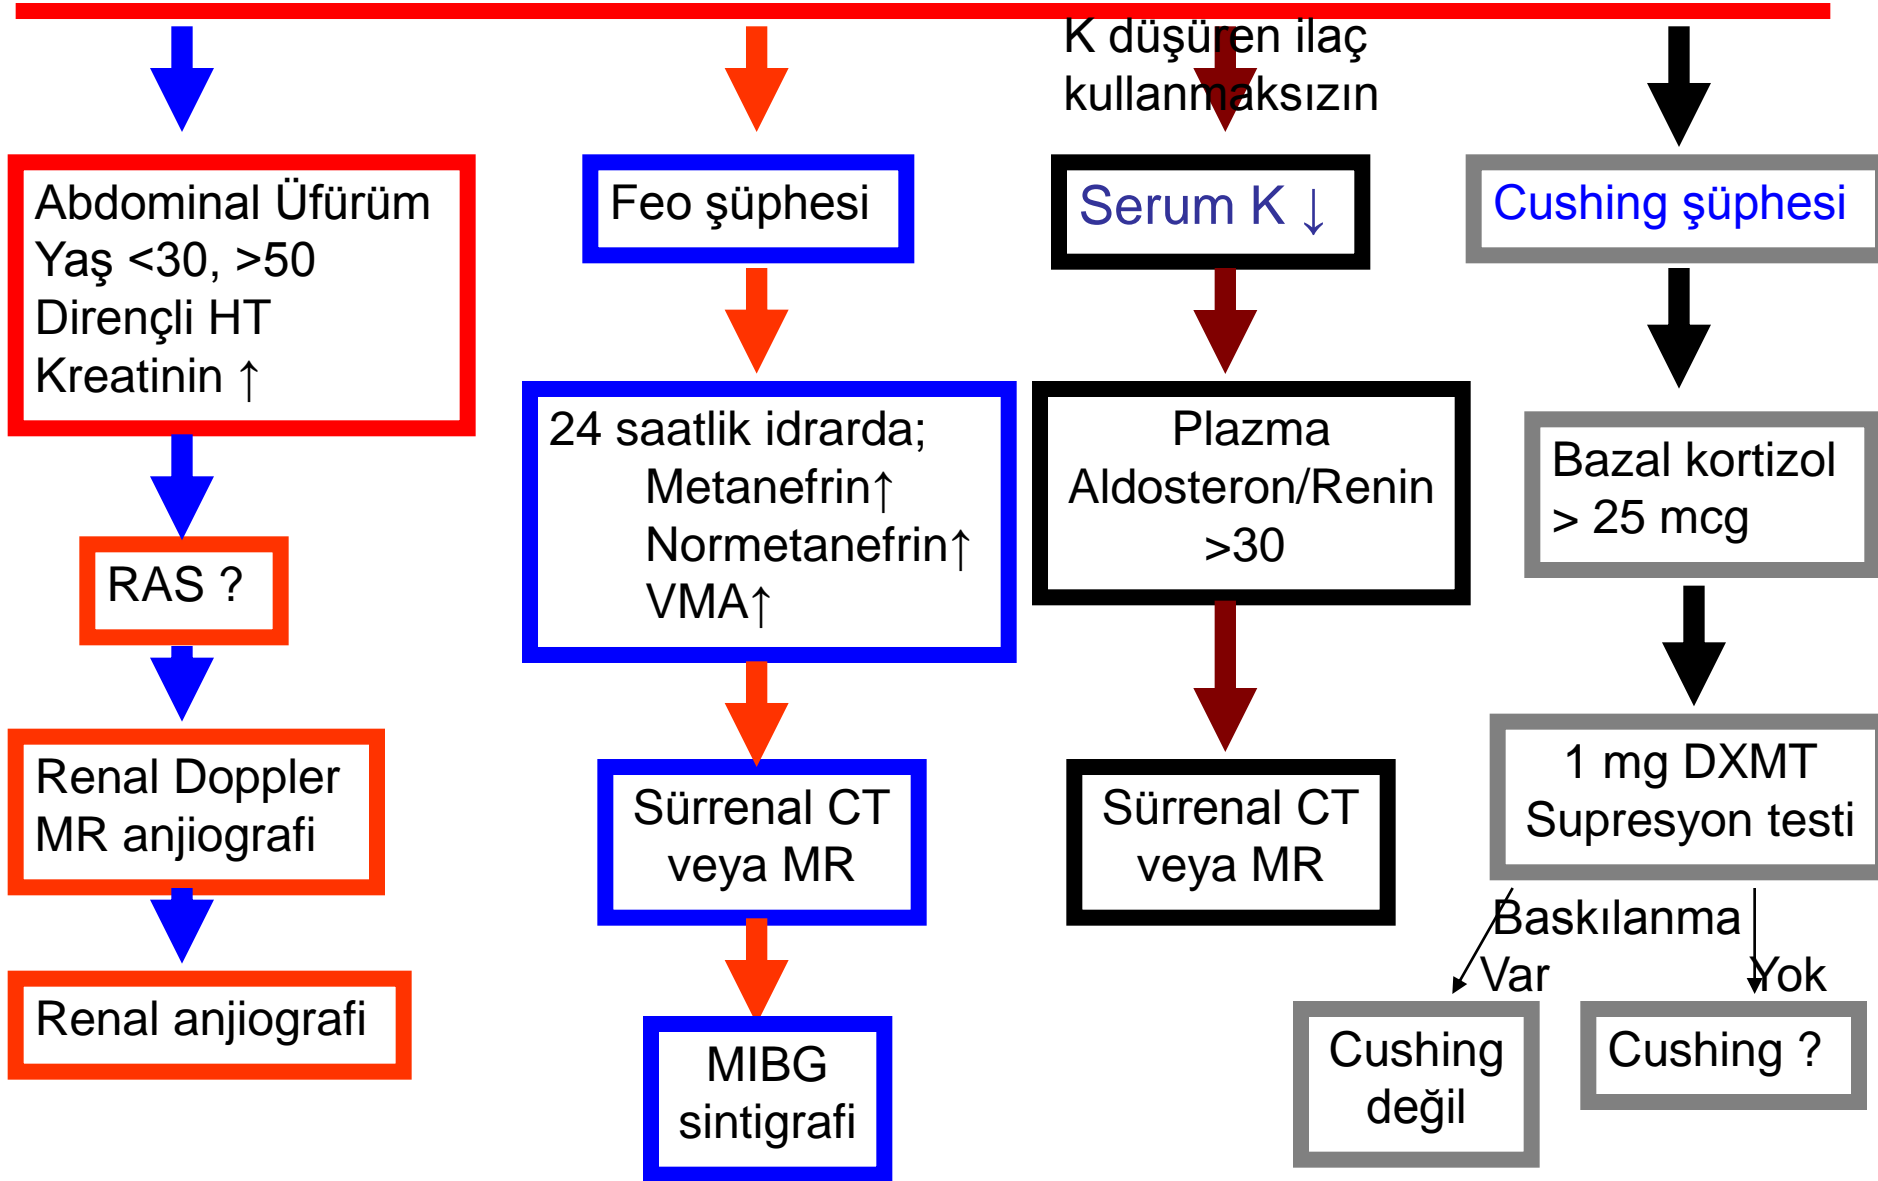 K düşüren ilaç
kullanmaksızın
Abdominal Üfürüm
Yaş <30, >50
Dirençli HT
Kreatinin ↑
RAS ?
Renal Doppler
MR anjiografi
Renal anjiografi
Feo şüphesi
24 saatlik idrarda;
Metanefrin↑
Normetanefrin↑
VMA↑
Sürrenal CT
veya MR
MIBG
sintigrafi
Serum K ↓
Plazma
Aldosteron/Renin
>30
Sürrenal CT
veya MR
Cushing şüphesi
Bazal kortizol
> 25 mcg
1 mg DXMT
Supresyon testi
Baskılanma
Var Yok
Cushing
değil
Cushing ?